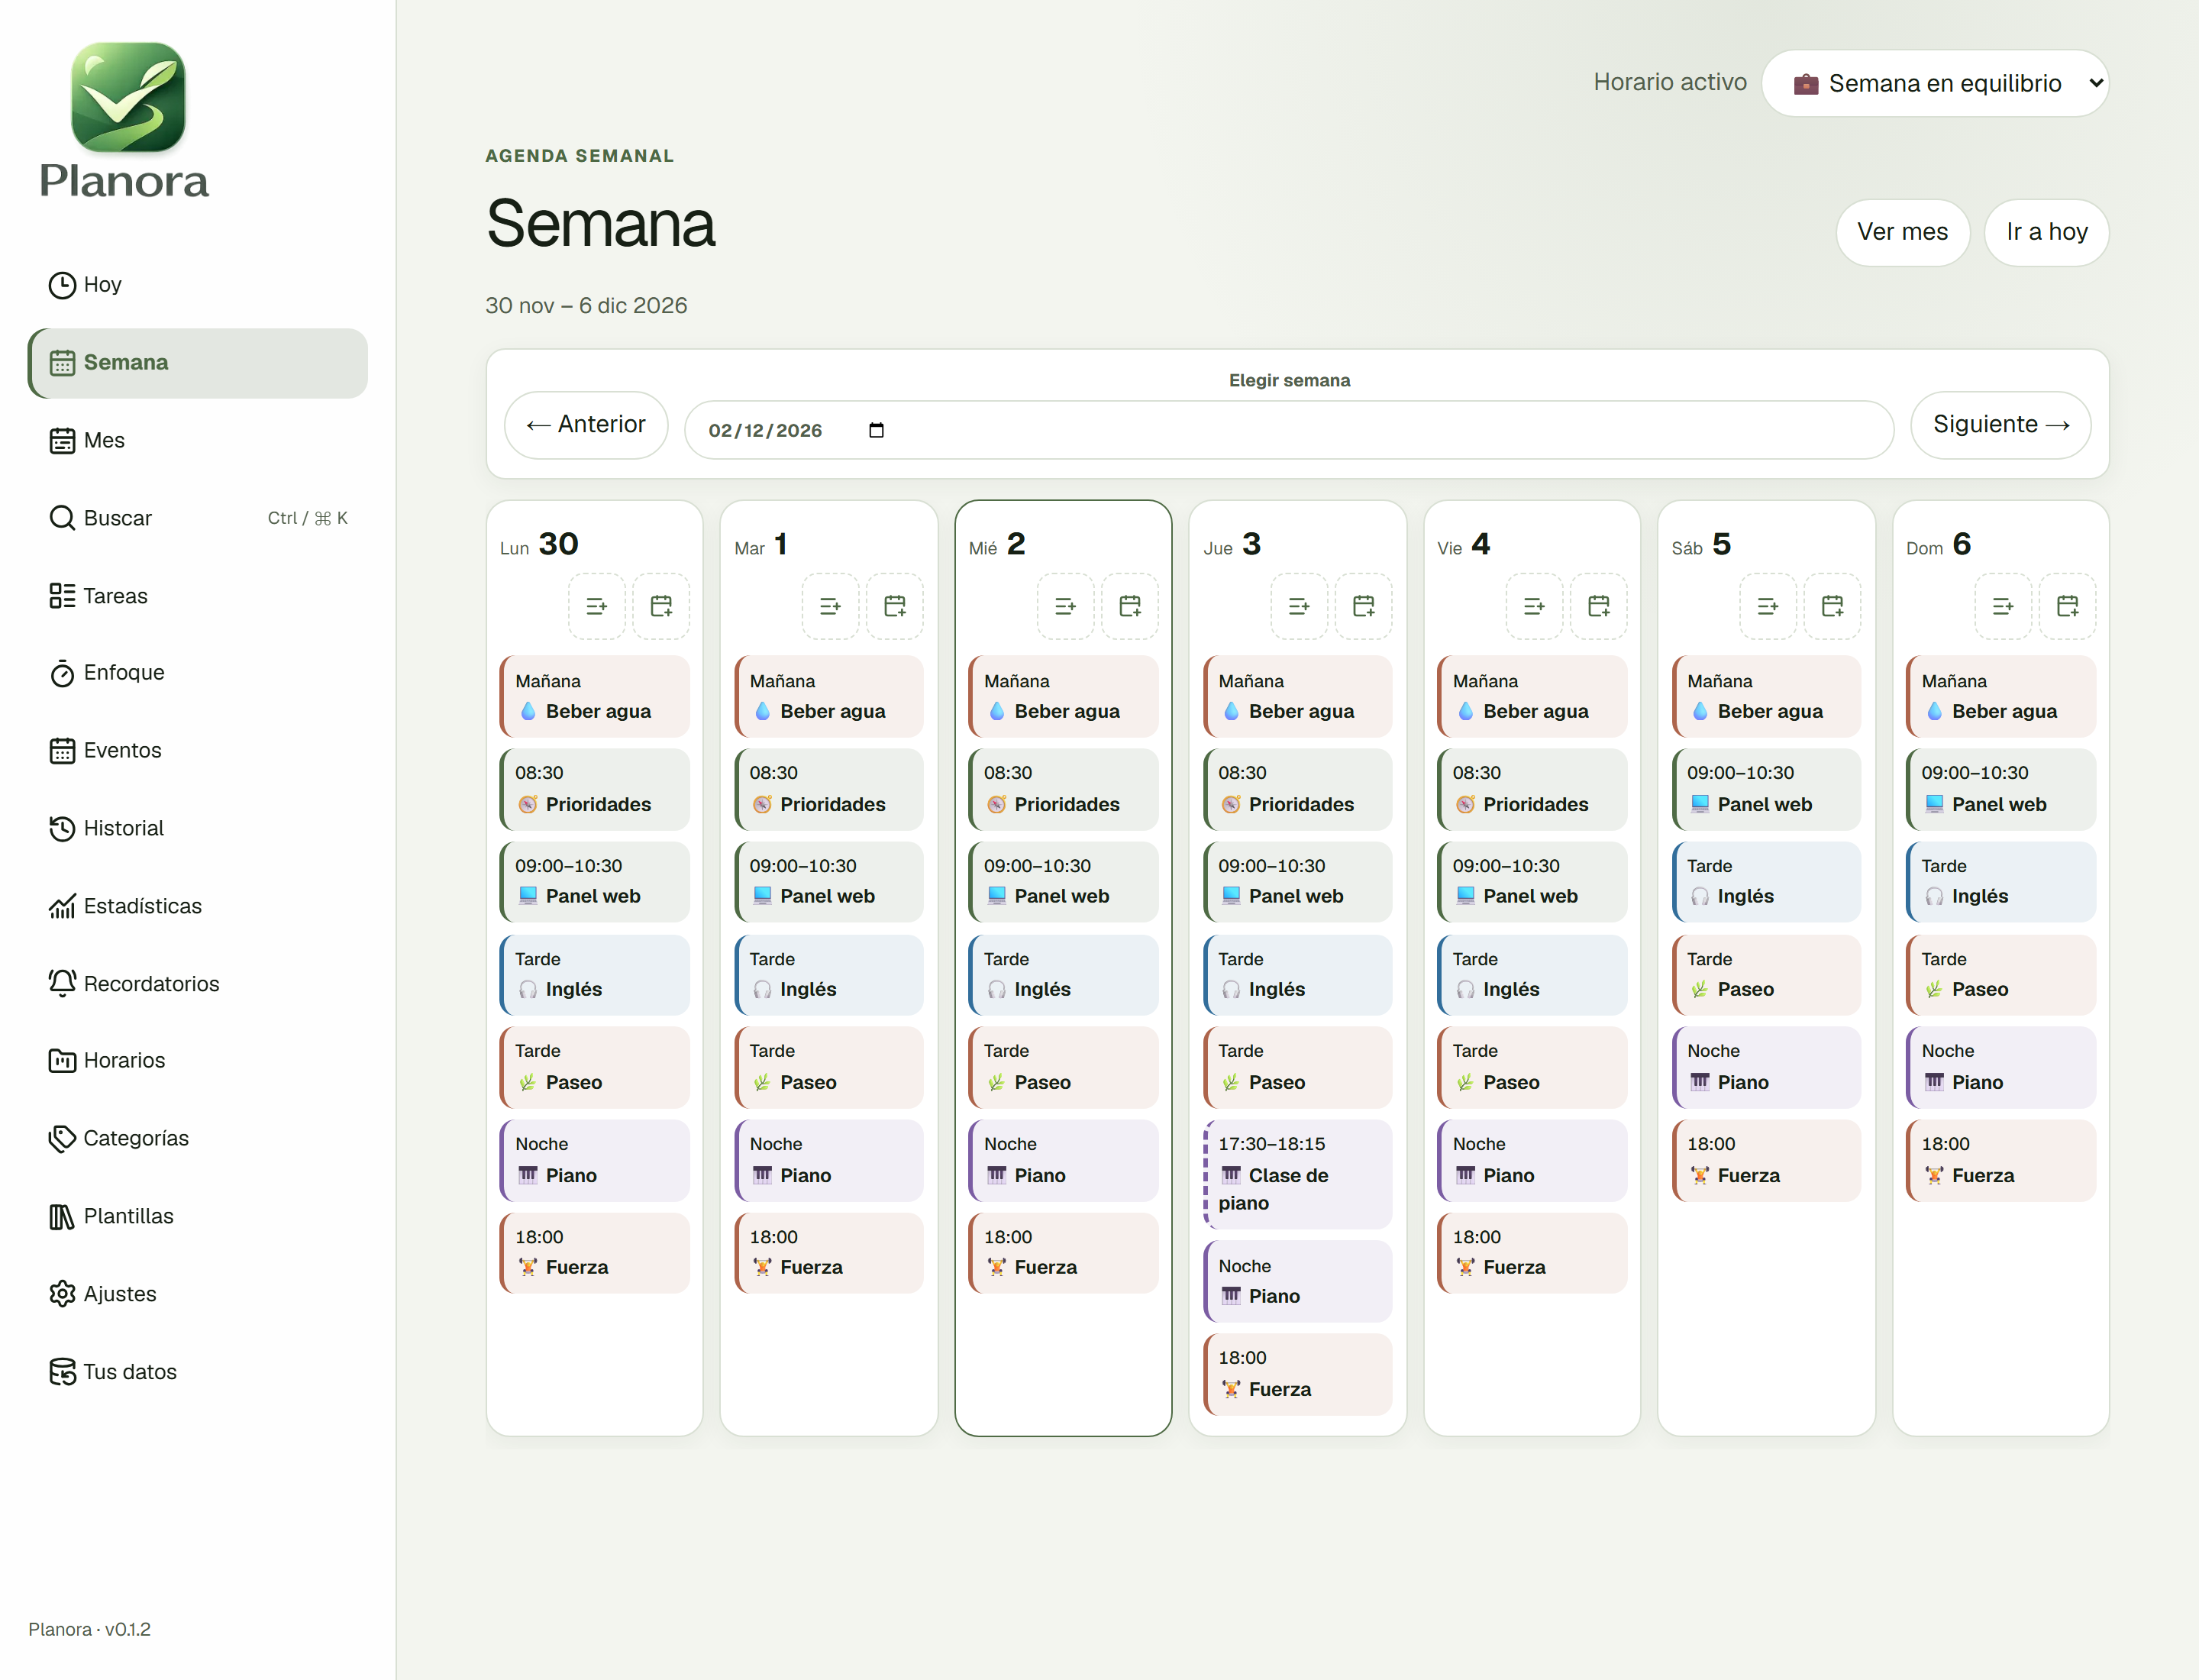 Planora
Hoy
Semana
Mes
Buscar Ctrl / ⌘ K
Tareas
Enfoque
Eventos
Historial
Estadísticas
Recordatorios
Horarios
Categorías
Plantillas
Ajustes
Tus datos
Planora · v0.1.2
Horario activo
Semana en equilibrio
AGENDA SEMANAL
Semana
Ver mes
Ir a hoy
30 nov – 6 dic 2026
Elegir semana
← Anterior
02/12/2026
Siguiente →
Lun 30
Mañana
Beber agua
08:30
Prioridades
09:00–10:30
Panel web
Tarde
Inglés
Tarde
Paseo
Noche
Piano
18:00
Fuerza
Mar 1
Mañana
Beber agua
08:30
Prioridades
09:00–10:30
Panel web
Tarde
Inglés
Tarde
Paseo
Noche
Piano
18:00
Fuerza
Mié 2
Mañana
Beber agua
08:30
Prioridades
09:00–10:30
Panel web
Tarde
Inglés
Tarde
Paseo
Noche
Piano
18:00
Fuerza
Jue 3
Mañana
Beber agua
08:30
Prioridades
09:00–10:30
Panel web
Tarde
Inglés
Tarde
Paseo
17:30–18:15
Clase de
piano
Noche
Piano
18:00
Fuerza
Vie 4
Mañana
Beber agua
08:30
Prioridades
09:00–10:30
Panel web
Tarde
Inglés
Tarde
Paseo
Noche
Piano
18:00
Fuerza
Sáb 5
Mañana
Beber agua
09:00–10:30
Panel web
Tarde
Inglés
Tarde
Paseo
Noche
Piano
18:00
Fuerza
Dom 6
Mañana
Beber agua
09:00–10:30
Panel web
Tarde
Inglés
Tarde
Paseo
Noche
Piano
18:00
Fuerza